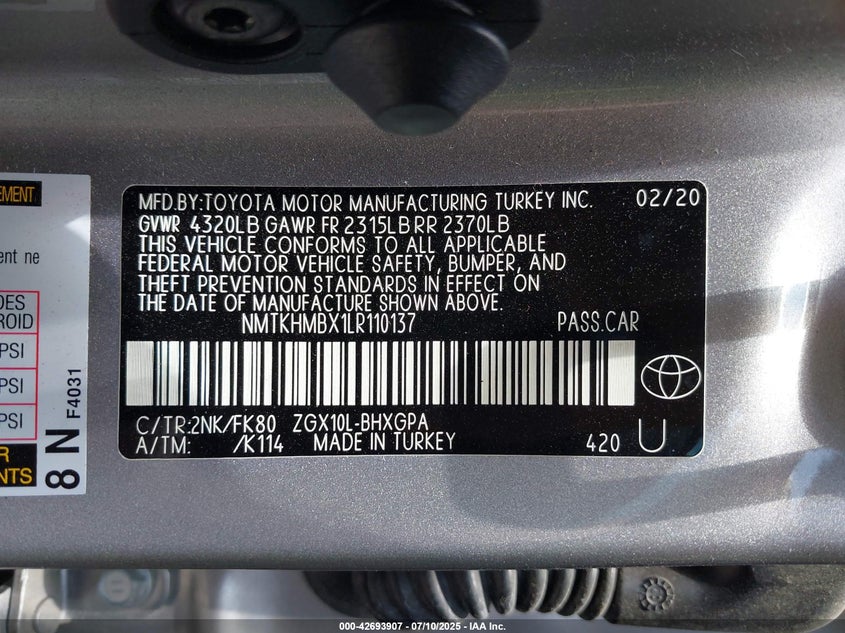 EMENT
ent ne
DES
ROID
PSI
PSI
PSI
R
NTS
8 N
F4031
MFD.BY:TOYOTA MOTOR MANUFACTURING TURKEY INC. 02/20
GVWR 4320LB GAWR FR 2315LB RR 2370LB
THIS VEHICLE CONFORMS TO ALL APPLICABLE
FEDERAL MOTOR VEHICLE SAFETY, BUMPER, AND
THEFT PREVENTION STANDARDS IN EFFECT ON
THE DATE OF MANUFACTURE SHOWN ABOVE.
NMTKHMBX1LR110137 PASS.CAR
C/TR:2NK/FK80 ZGX10L-BHXGPA
A/TM: /K114 MADE IN TURKEY 420 U
000-42693907 - 07/10/2025 - IAA Inc.